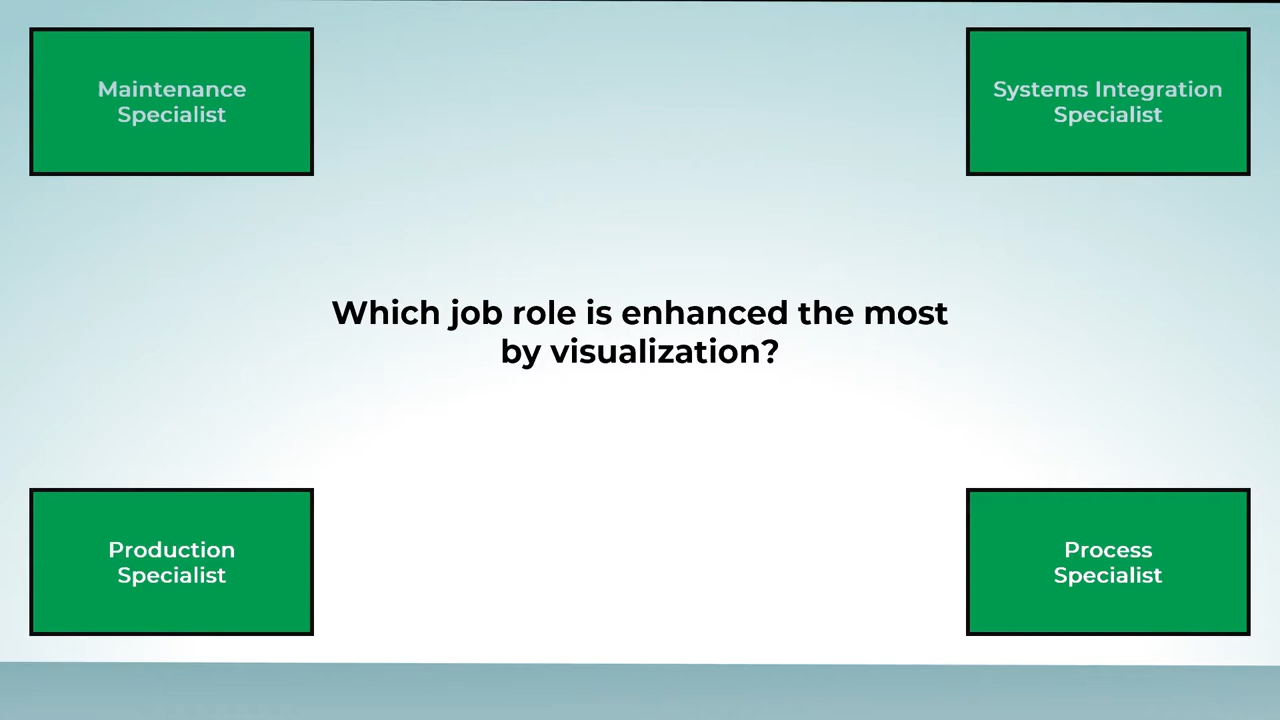 Maintenance
Specialist
Systems Integration
Specialist
Which job role is enhanced the most
by visualization?
Production
Specialist
Process
Specialist